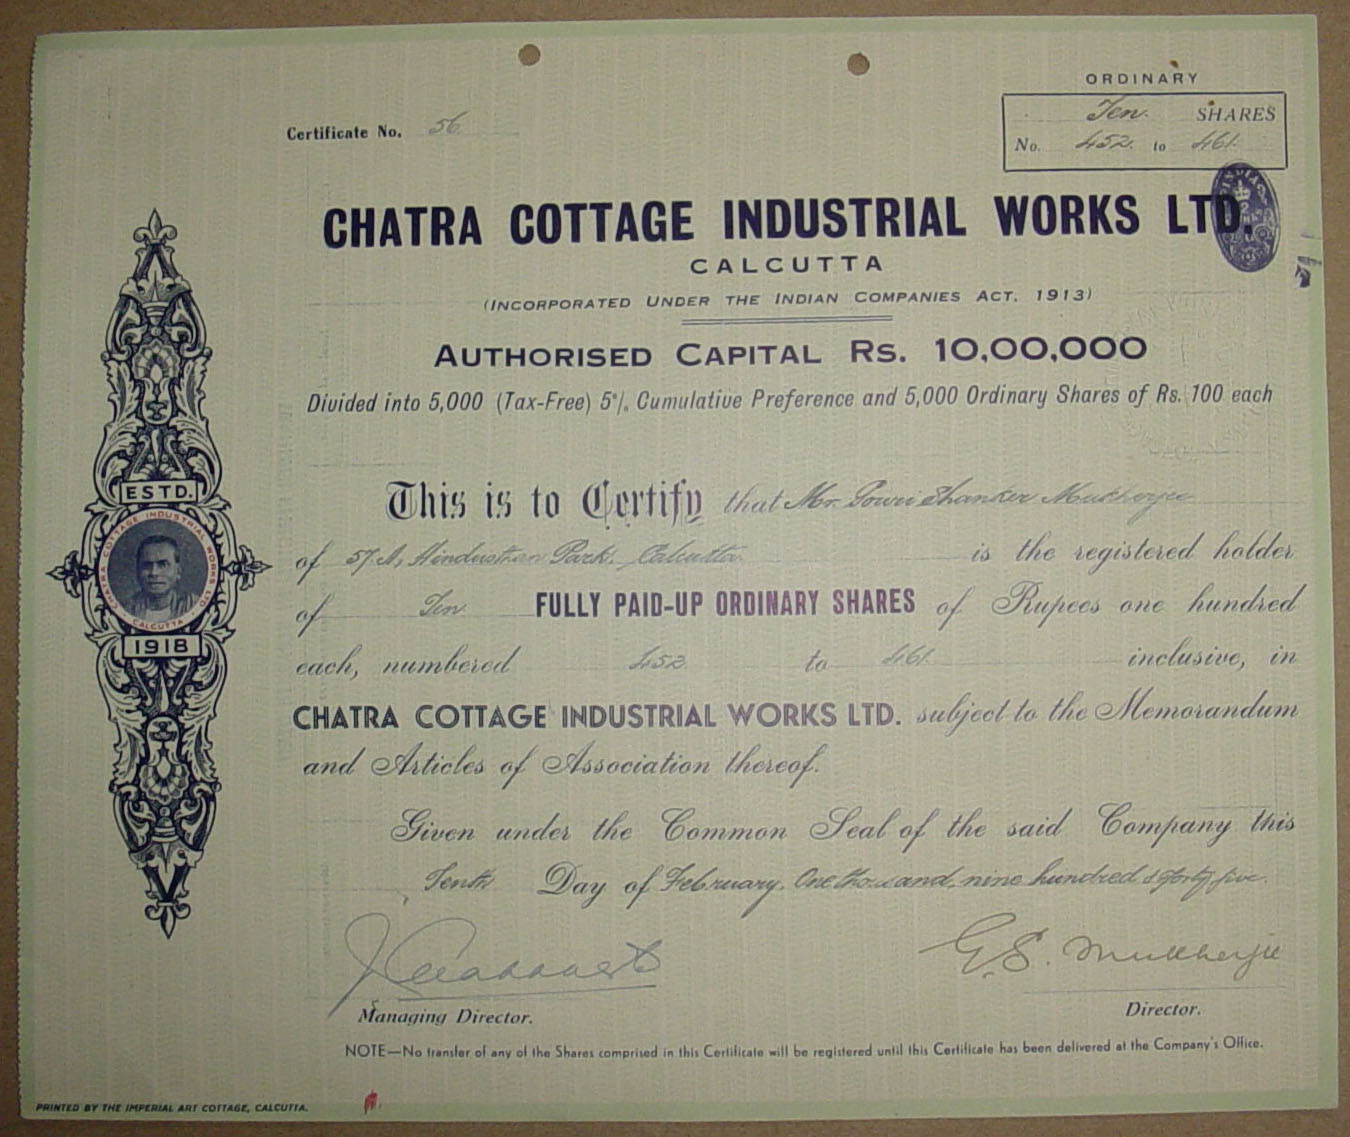 ORDINARY
Certificate No. 56
Ten. SHARES
No. 452. to 461.
CHATRA COTTAGE INDUSTRIAL WORKS LTD.
CALCUTTA
(INCORPORATED UNDER THE INDIAN COMPANIES ACT, 1913)
AUTHORISED CAPITAL RS. 10,00,000
Divided into 5,000 (Tax-Free) 5°/. Cumulative Preference and 5,000 Ordinary Shares of Rs. 100 each
This is to Certify that Mr. Gowri Shanker Mukherjee
of 57A, Hindusthan Park, Calcutta. is the registered holder
of Ten FULLY PAID-UP ORDINARY SHARES of Rupees one hundred
each, numbered 452 to 461. inclusive, in
CHATRA COTTAGE INDUSTRIAL WORKS LTD. subject to the Memorandum
and Articles of Association thereof.
Given under the Common Seal of the said Company this
Tenth Day of February, One thousand, nine hundred & forty five.
G. S. Mukherjee
Managing Director.
Director.
NOTE—No transfer of any of the Shares comprised in this Certificate will be registered until this Certificate has been delivered at the Company's Office.
PRINTED BY THE IMPERIAL ART COTTAGE, CALCUTTA.
ESTD.
CHATRA COTTAGE INDUSTRIAL WORKS LTD.
CALCUTTA
1918
INDIA